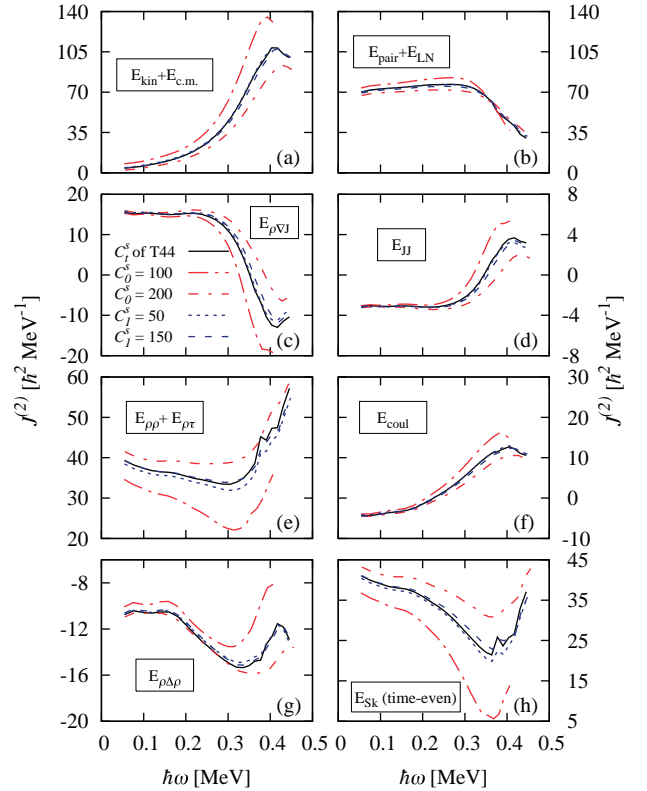 140
105
70
35
0
E_kin+E_c.m.
(a)
E_pair+E_LN
(b)
140
105
70
35
0
20
10
0
-10
-20
E_ρ∇J
C_t^s of T44
C_0^s = 100
C_0^s = 200
C_1^s = 50
C_1^s = 150
(c)
E_JJ
(d)
8
4
0
-4
-8
J^(2) [ħ^2 MeV^-1]
J^(2) [ħ^2 MeV^-1]
60
50
40
30
20
E_ρρ+ E_ρτ
(e)
E_coul
(f)
30
20
10
0
-10
-8
-12
-16
-20
E_ρΔρ
(g)
E_Sk (time-even)
(h)
45
35
25
15
5
0 0.1 0.2 0.3 0.4 0.5
0 0.1 0.2 0.3 0.4 0.5
ħω [MeV]
ħω [MeV]